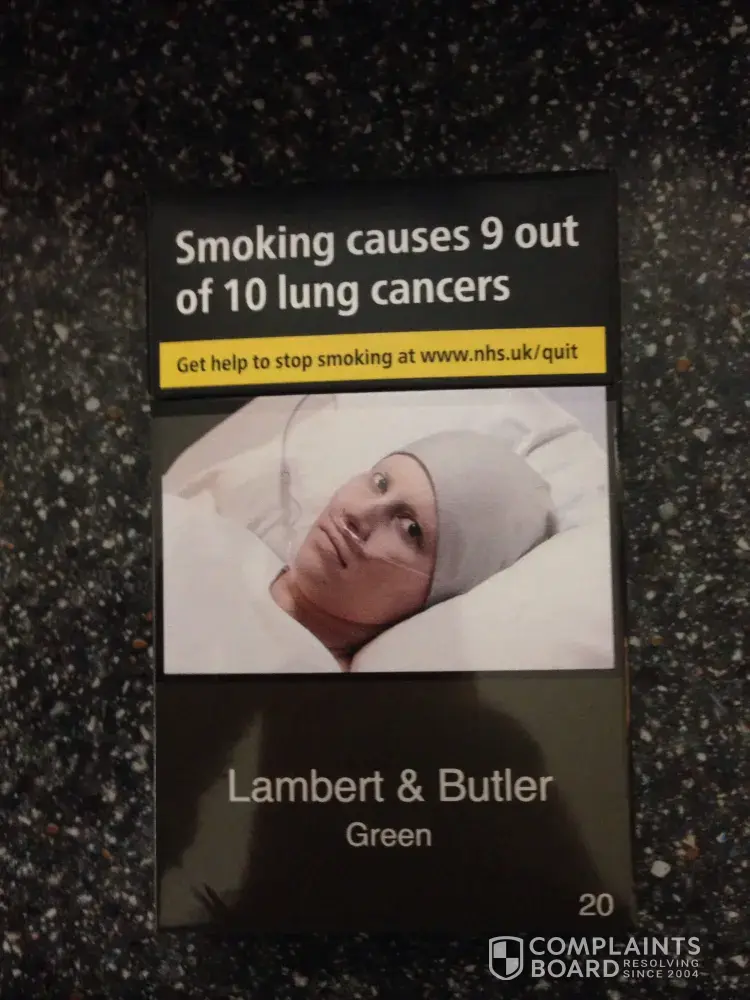 Smoking causes 9 out
of 10 lung cancers
Get help to stop smoking at www.nhs.uk/quit
Lambert & Butler
Green
20
COMPLAINTS
BOARD RESOLVING
SINCE 2004